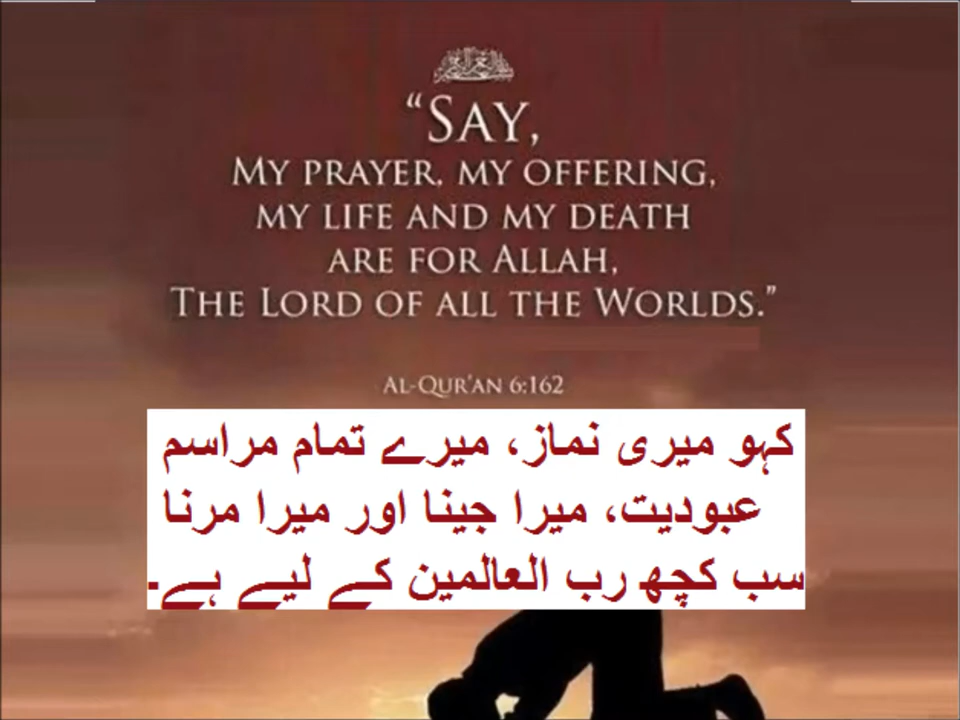 “Say,
My prayer, my offering,
my life and my death
are for Allah,
The Lord of all the Worlds.”
Al-Qur'an 6:162
کہو میری نماز، میرے تمام مراسم
عبودیت، میرا جینا اور میرا مرنا
سب کچھ رب العالمین کے لیے ہے۔